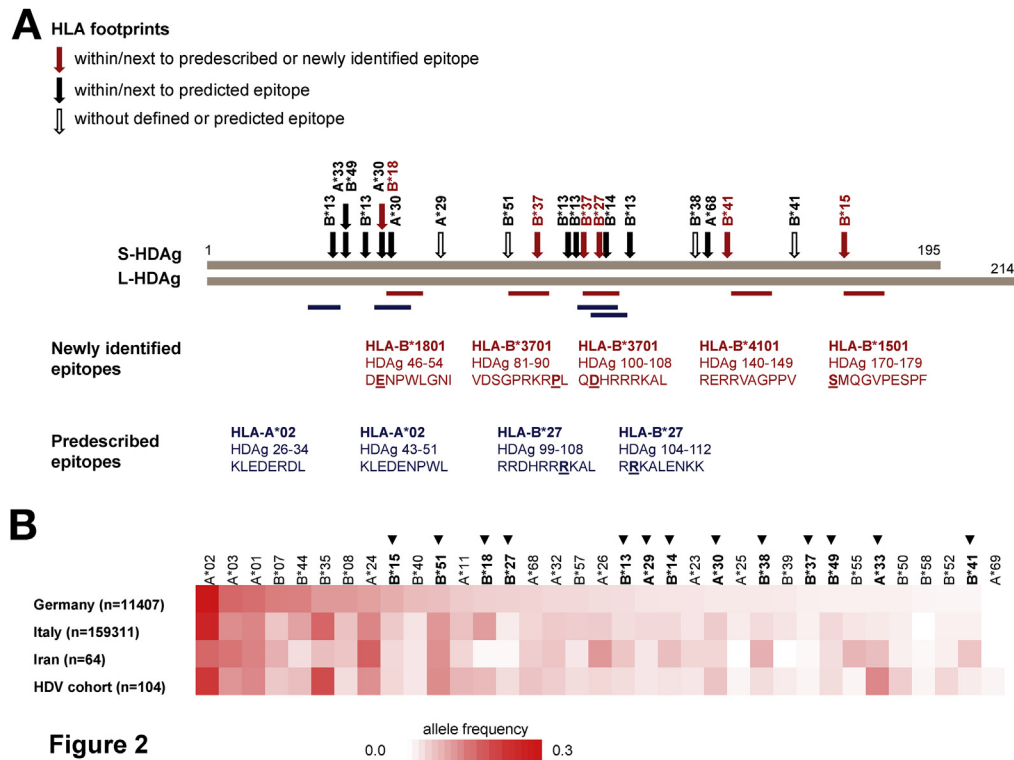 A
HLA footprints
within/next to predescribed or newly identified epitope
within/next to predicted epitope
without defined or predicted epitope
B*13
A*33
B*49
B*13
A*30
B*18
A*30
A*29
B*51
B*37
B*13
B*13
B*37
B*27
B*14
B*13
B*38
A*68
B*41
B*41
B*15
1
S-HDAg
195
L-HDAg
214
Newly identified epitopes
HLA-B*1801
HDAg 46-54
DENPWLGNI
HLA-B*3701
HDAg 81-90
VDSGPRKRPL
HLA-B*3701
HDAg 100-108
QDHRRRKAL
HLA-B*4101
HDAg 140-149
RERRVAGPPV
HLA-B*1501
HDAg 170-179
SMQGVPESPF
Predescribed epitopes
HLA-A*02
HDAg 26-34
KLEDERDL
HLA-A*02
HDAg 43-51
KLEDENPWL
HLA-B*27
HDAg 99-108
RRDHRRRKAL
HLA-B*27
HDAg 104-112
RRKALENKK
B
A*02 A*03 A*01 B*07 B*44 B*35 B*08 A*24 B*15 B*40 B*51 A*11 B*18 B*27 A*68 A*32 B*57 A*26 B*13 A*29 B*14 A*23 A*30 A*25 B*38 B*39 B*37 B*49 B*55 A*33 B*50 B*58 B*52 B*41 A*69
Germany (n=11407)
Italy (n=159311)
Iran (n=64)
HDV cohort (n=104)
Figure 2
allele frequency
0.0
0.3